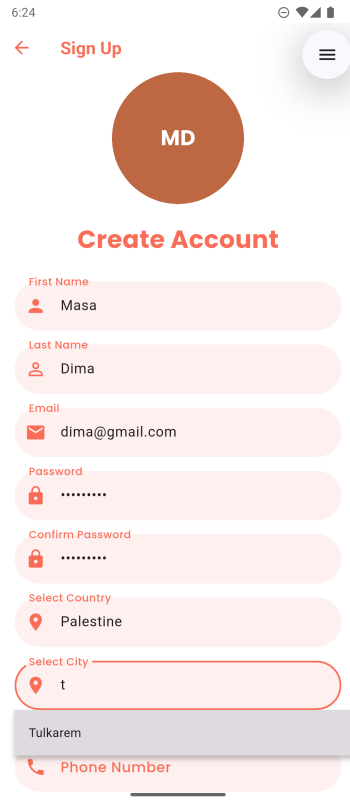 6:24
Sign Up
MD
Create Account
First Name
Masa
Last Name
Dima
Email
dima@gmail.com
Password
•••••••••
Confirm Password
•••••••••
Select Country
Palestine
Select City
t
Tulkarem
Phone Number